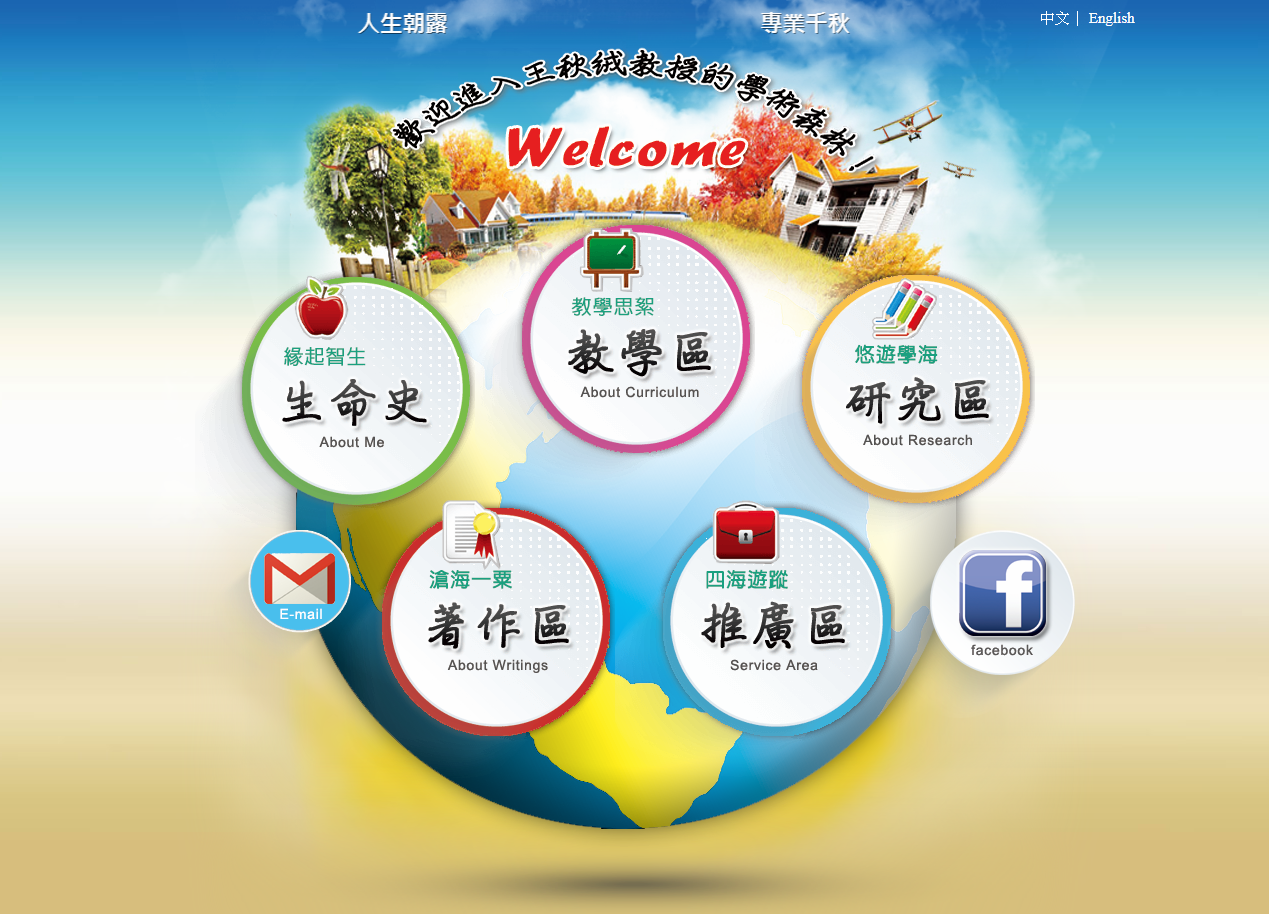 人生朝露
專業千秋
中文│ English
歡迎進入王秋絨教授的學術森林！
Welcome
教學思絮
教學區
About Curriculum
緣起智生
生命史
About Me
悠遊學海
研究區
About Research
滄海一粟
著作區
About Writings
四海遊蹤
推廣區
Service Area
E-mail
facebook